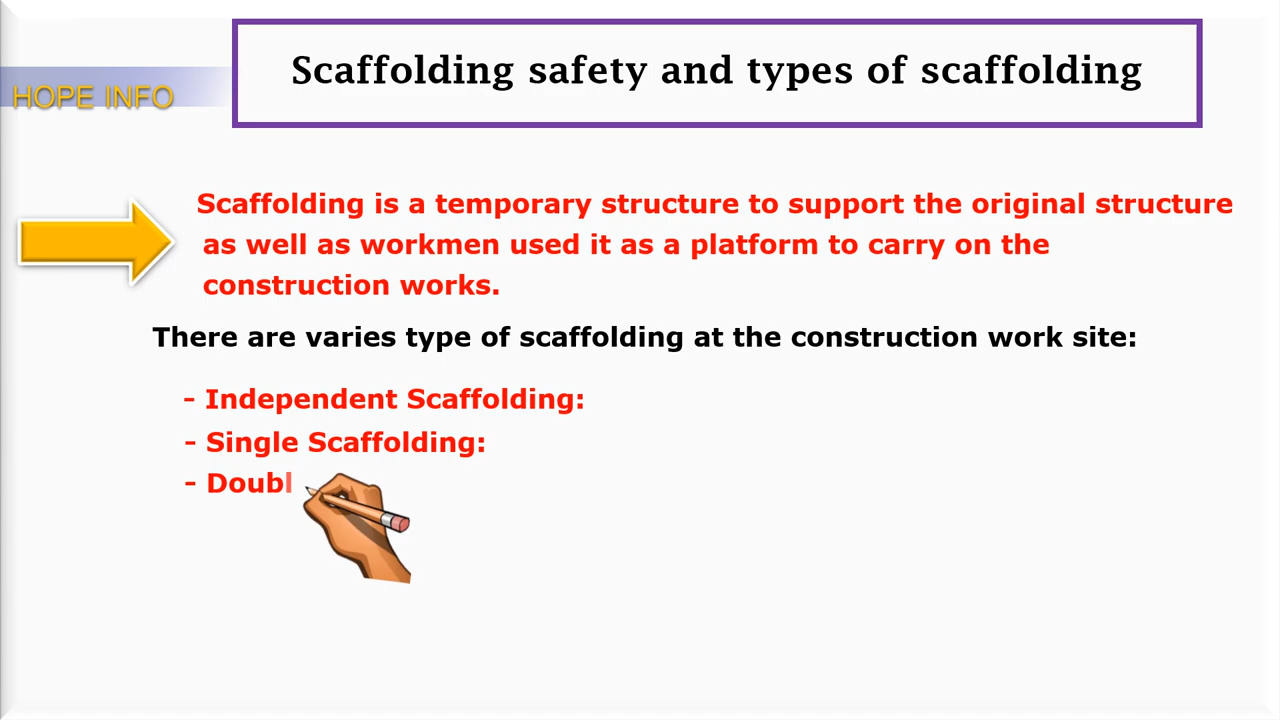 Scaffolding safety and types of scaffolding
HOPE INFO
Scaffolding is a temporary structure to support the original structure
as well as workmen used it as a platform to carry on the
construction works.
There are varies type of scaffolding at the construction work site:
- Independent Scaffolding:
- Single Scaffolding:
- Doubl